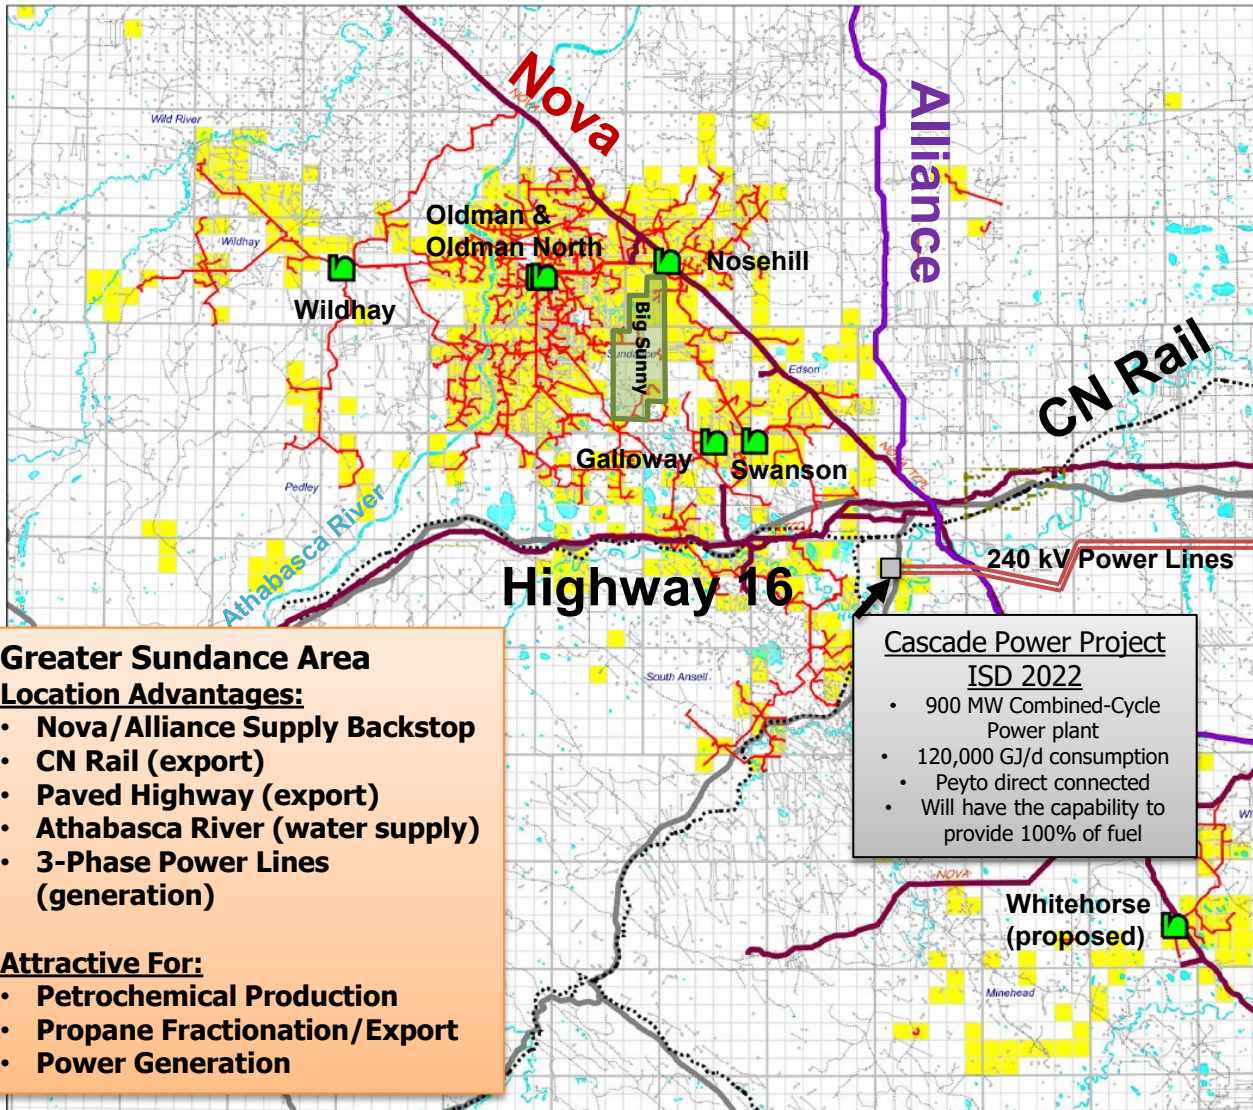 Nova
NOVA
Alliance
Wild River
Oldman &
Oldman North
Wildhay
Nosehill
Wildhay
Big Sunny
Sundance
Edson
CN Rail
Galloway
Swanson
Pedley
Athabasca River
240 kV Power Lines
Highway 16
South Ansell
Greater Sundance Area
Location Advantages:
• Nova/Alliance Supply Backstop
• CN Rail (export)
• Paved Highway (export)
• Athabasca River (water supply)
• 3-Phase Power Lines
(generation)
Attractive For:
• Petrochemical Production
• Propane Fractionation/Export
• Power Generation
Cascade Power Project
ISD 2022
• 900 MW Combined-Cycle
Power plant
• 120,000 GJ/d consumption
• Peyto direct connected
• Will have the capability to
provide 100% of fuel
NOVA
Whitehorse
(proposed)
Minehead